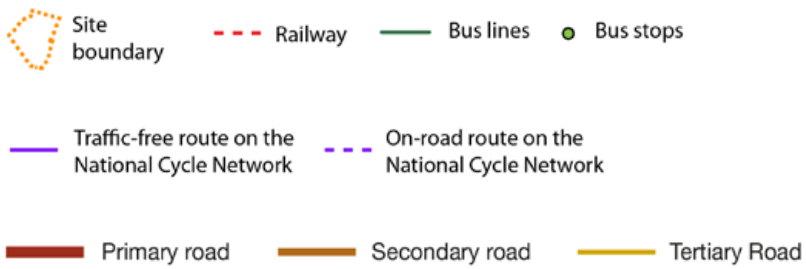 Site
boundary
Railway
Bus lines
Bus stops
Traffic-free route on the
National Cycle Network
On-road route on the
National Cycle Network
Primary road
Secondary road
Tertiary Road